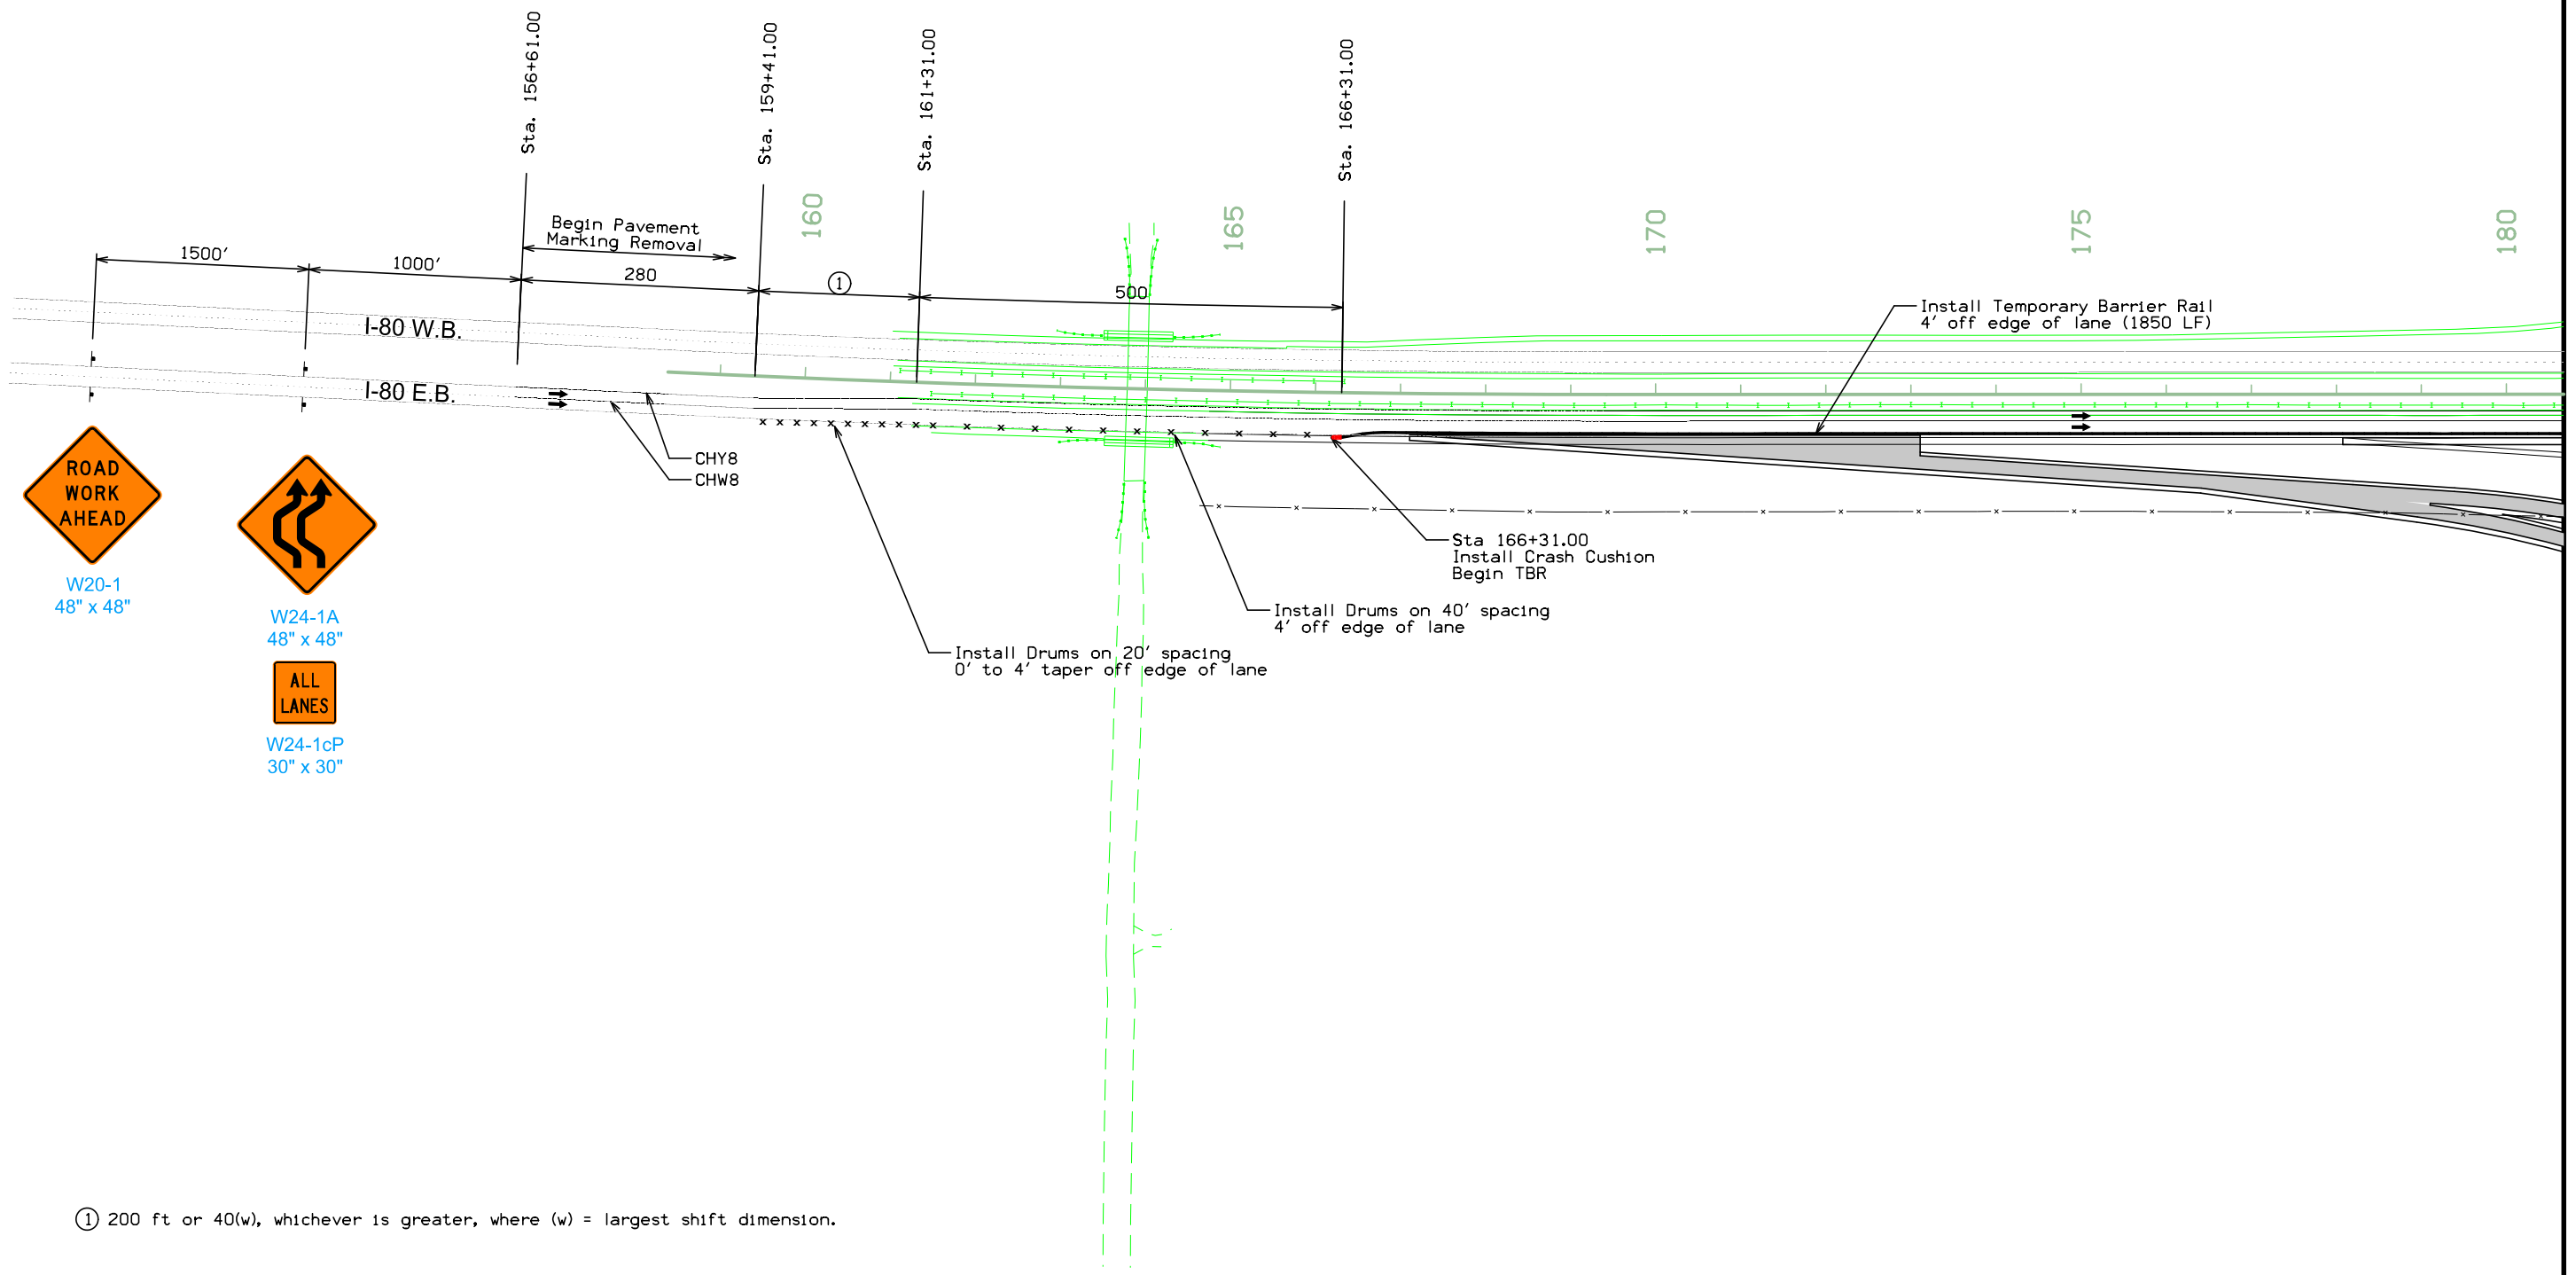 Sta. 156+61.00
Sta. 159+41.00
Sta. 161+31.00
Sta. 166+31.00
160
165
170
175
180
Begin Pavement
Marking Removal
1500'
1000'
280
1
500
I-80 W.B.
I-80 E.B.
Install Temporary Barrier Rail
4' off edge of lane (1850 LF)
CHY8
CHW8
ROAD
WORK
AHEAD
W20-1
48" x 48"
W24-1A
48" x 48"
ALL
LANES
W24-1cP
30" x 30"
Sta 166+31.00
Install Crash Cushion
Begin TBR
Install Drums on 40' spacing
4' off edge of lane
Install Drums on 20' spacing
0' to 4' taper off edge of lane
1 200 ft or 40(w), whichever is greater, where (w) = largest shift dimension.